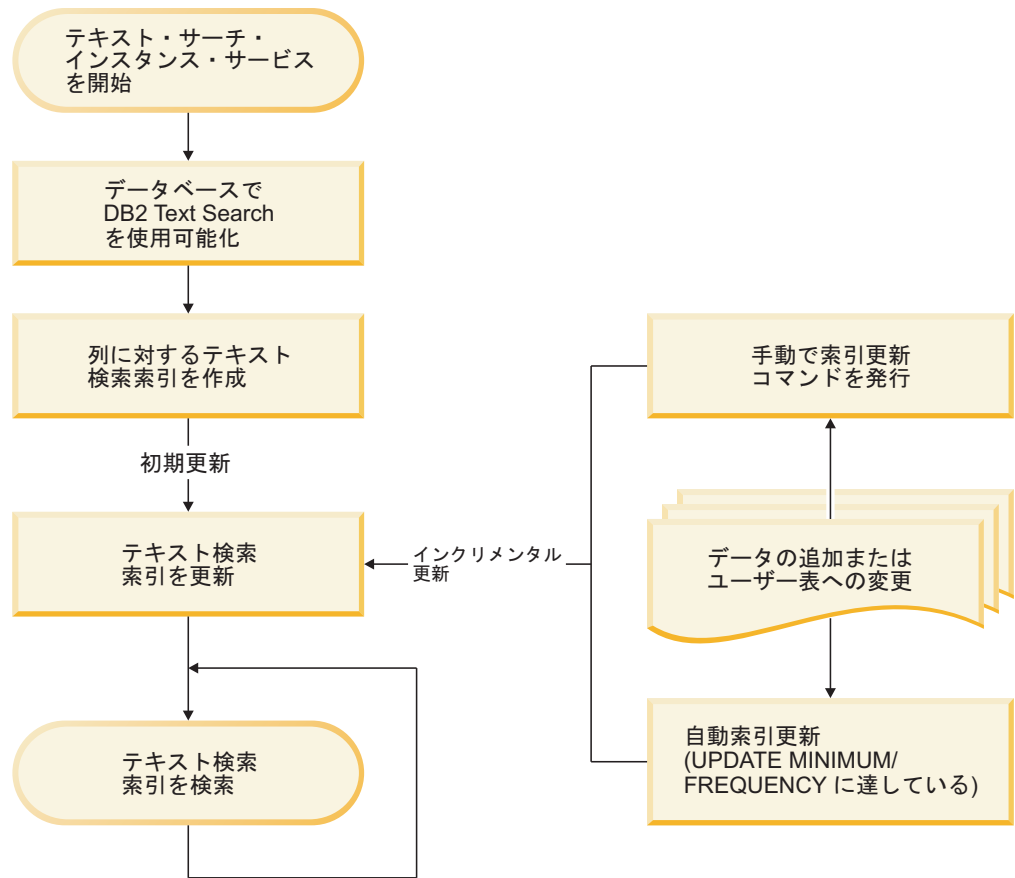 テキスト・サーチ・
インスタンス・サービス
を開始
データベースで
DB2 Text Search
を使用可能化
列に対するテキスト
検索索引を作成
初期更新
テキスト検索
索引を更新
テキスト検索
索引を検索
インクリメンタル
更新
手動で索引更新
コマンドを発行
データの追加または
ユーザー表への変更
自動索引更新
(UPDATE MINIMUM/
FREQUENCY に達している)